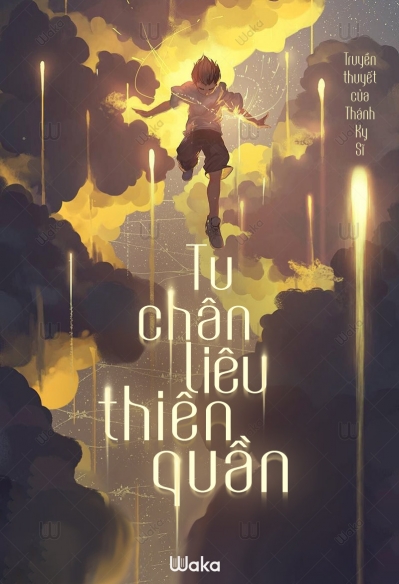 Truyền
thuyết
của
Thánh
Kỵ
Sĩ
Tu
chân
liêu
thiên
quần
Waka